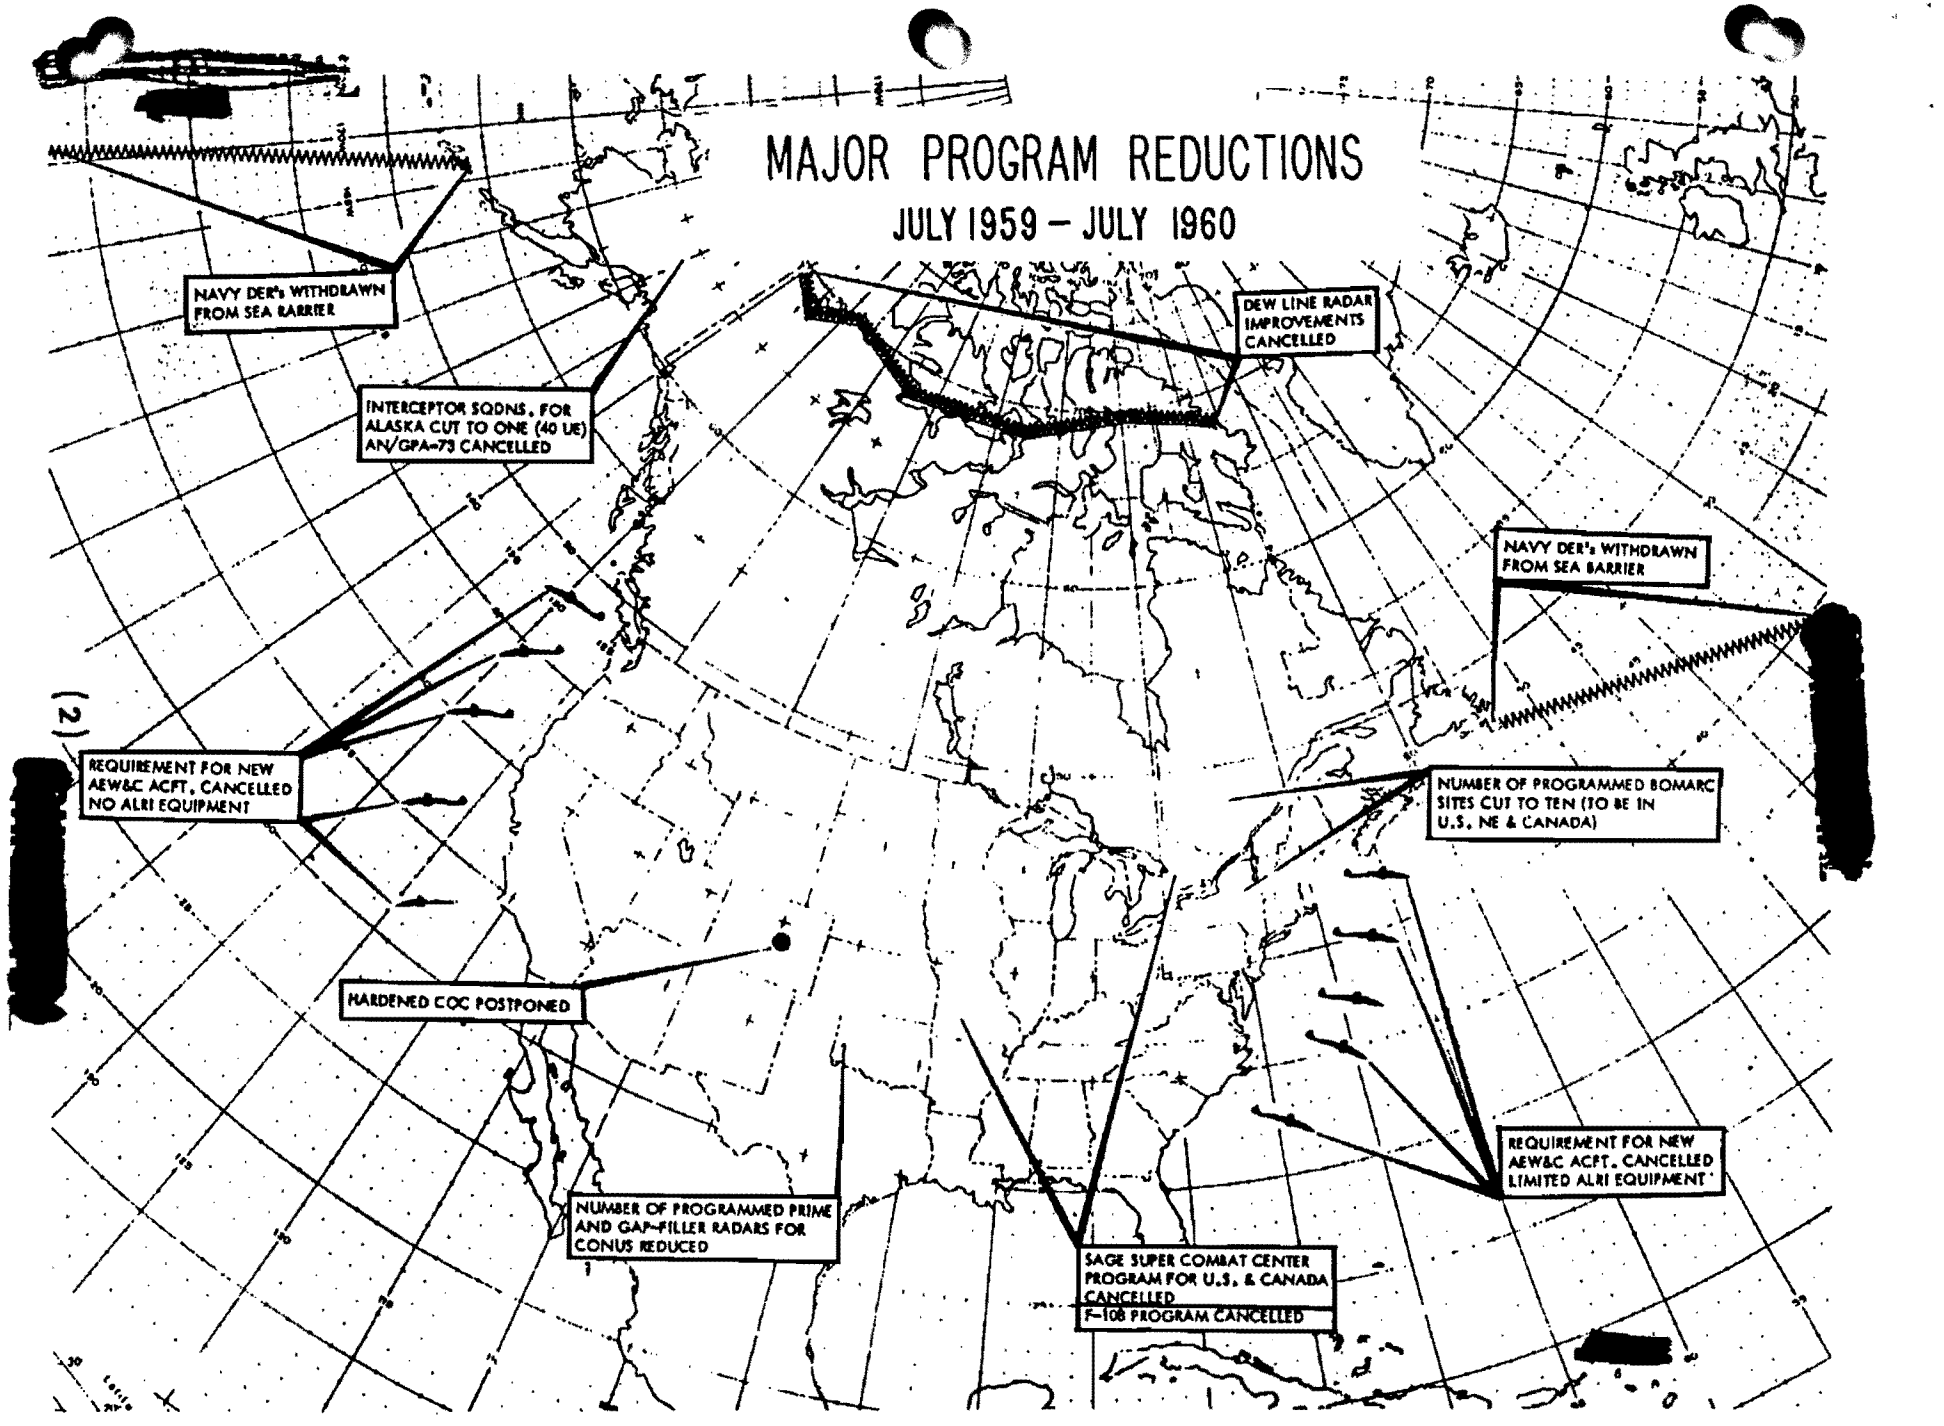 MAJOR PROGRAM REDUCTIONS
JULY 1959 – JULY 1960
NAVY DER's WITHDRAWN
FROM SEA BARRIER
DEW LINE RADAR
IMPROVEMENTS
CANCELLED
INTERCEPTOR SQDNS. FOR
ALASKA CUT TO ONE (40 UE)
AN/GPA-73 CANCELLED
NAVY DER's WITHDRAWN
FROM SEA BARRIER
(2)
REQUIREMENT FOR NEW
AEW&C ACFT. CANCELLED
NO ALRI EQUIPMENT
NUMBER OF PROGRAMMED BOMARC
SITES CUT TO TEN (TO BE IN
U.S. NE & CANADA)
HARDENED COC POSTPONED
REQUIREMENT FOR NEW
AEW&C ACFT. CANCELLED
LIMITED ALRI EQUIPMENT
NUMBER OF PROGRAMMED PRIME
AND GAP-FILLER RADARS FOR
CONUS REDUCED
SAGE SUPER COMBAT CENTER
PROGRAM FOR U.S. & CANADA
CANCELLED
F-108 PROGRAM CANCELLED